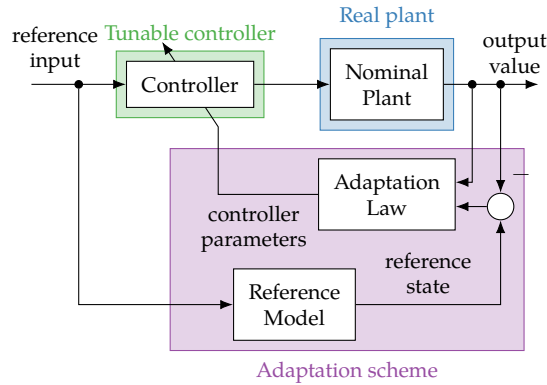 Real plant
Tunable controller
reference
input
output
value
Controller
Nominal
Plant
Adaptation
Law
controller
parameters
reference
state
Reference
Model
Adaptation scheme